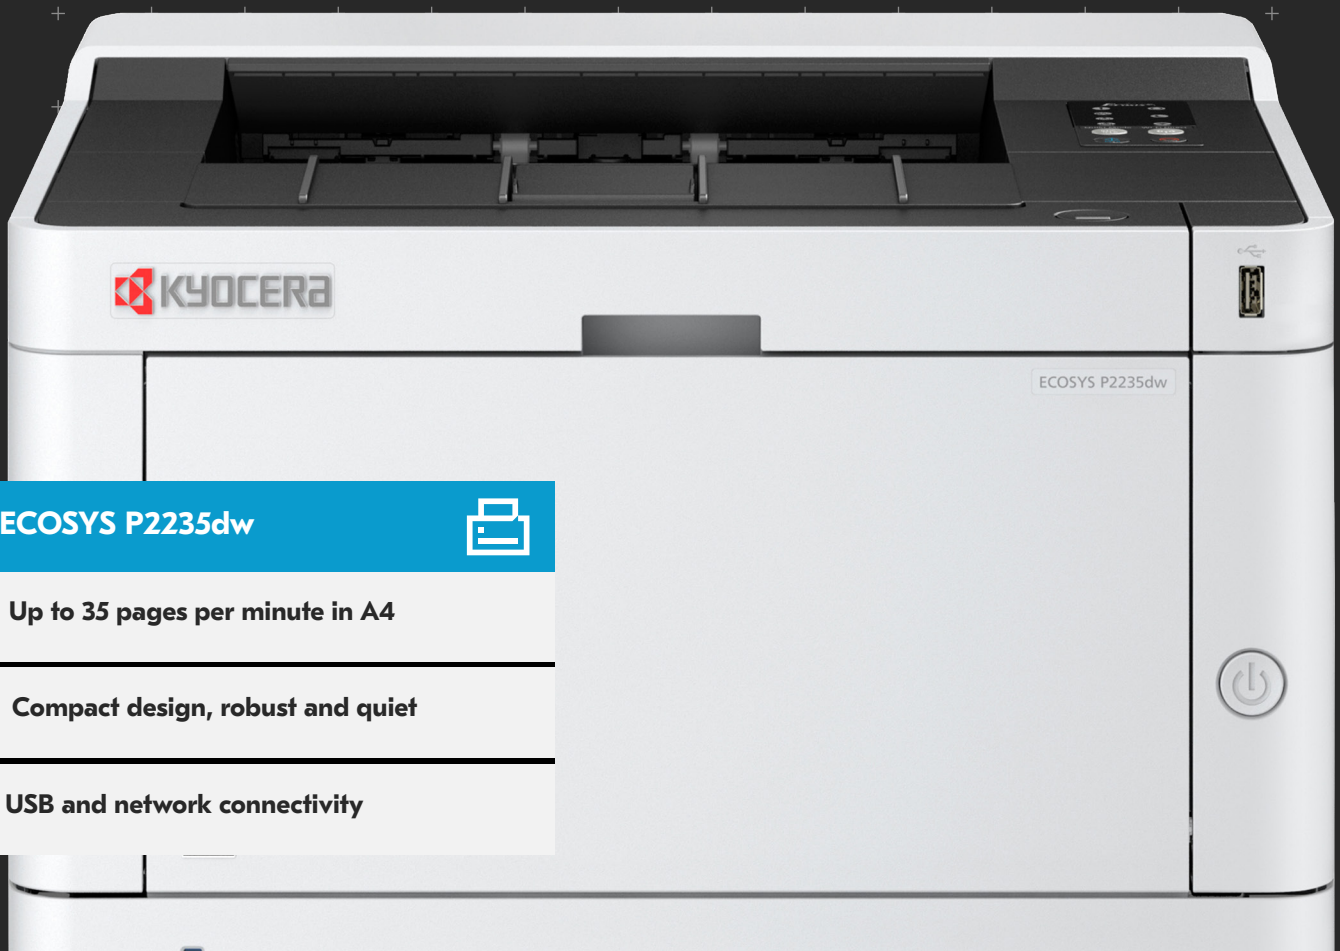 KYOCERA
ECOSYS P2235dw
ECOSYS P2235dw
Up to 35 pages per minute in A4
Compact design, robust and quiet
USB and network connectivity